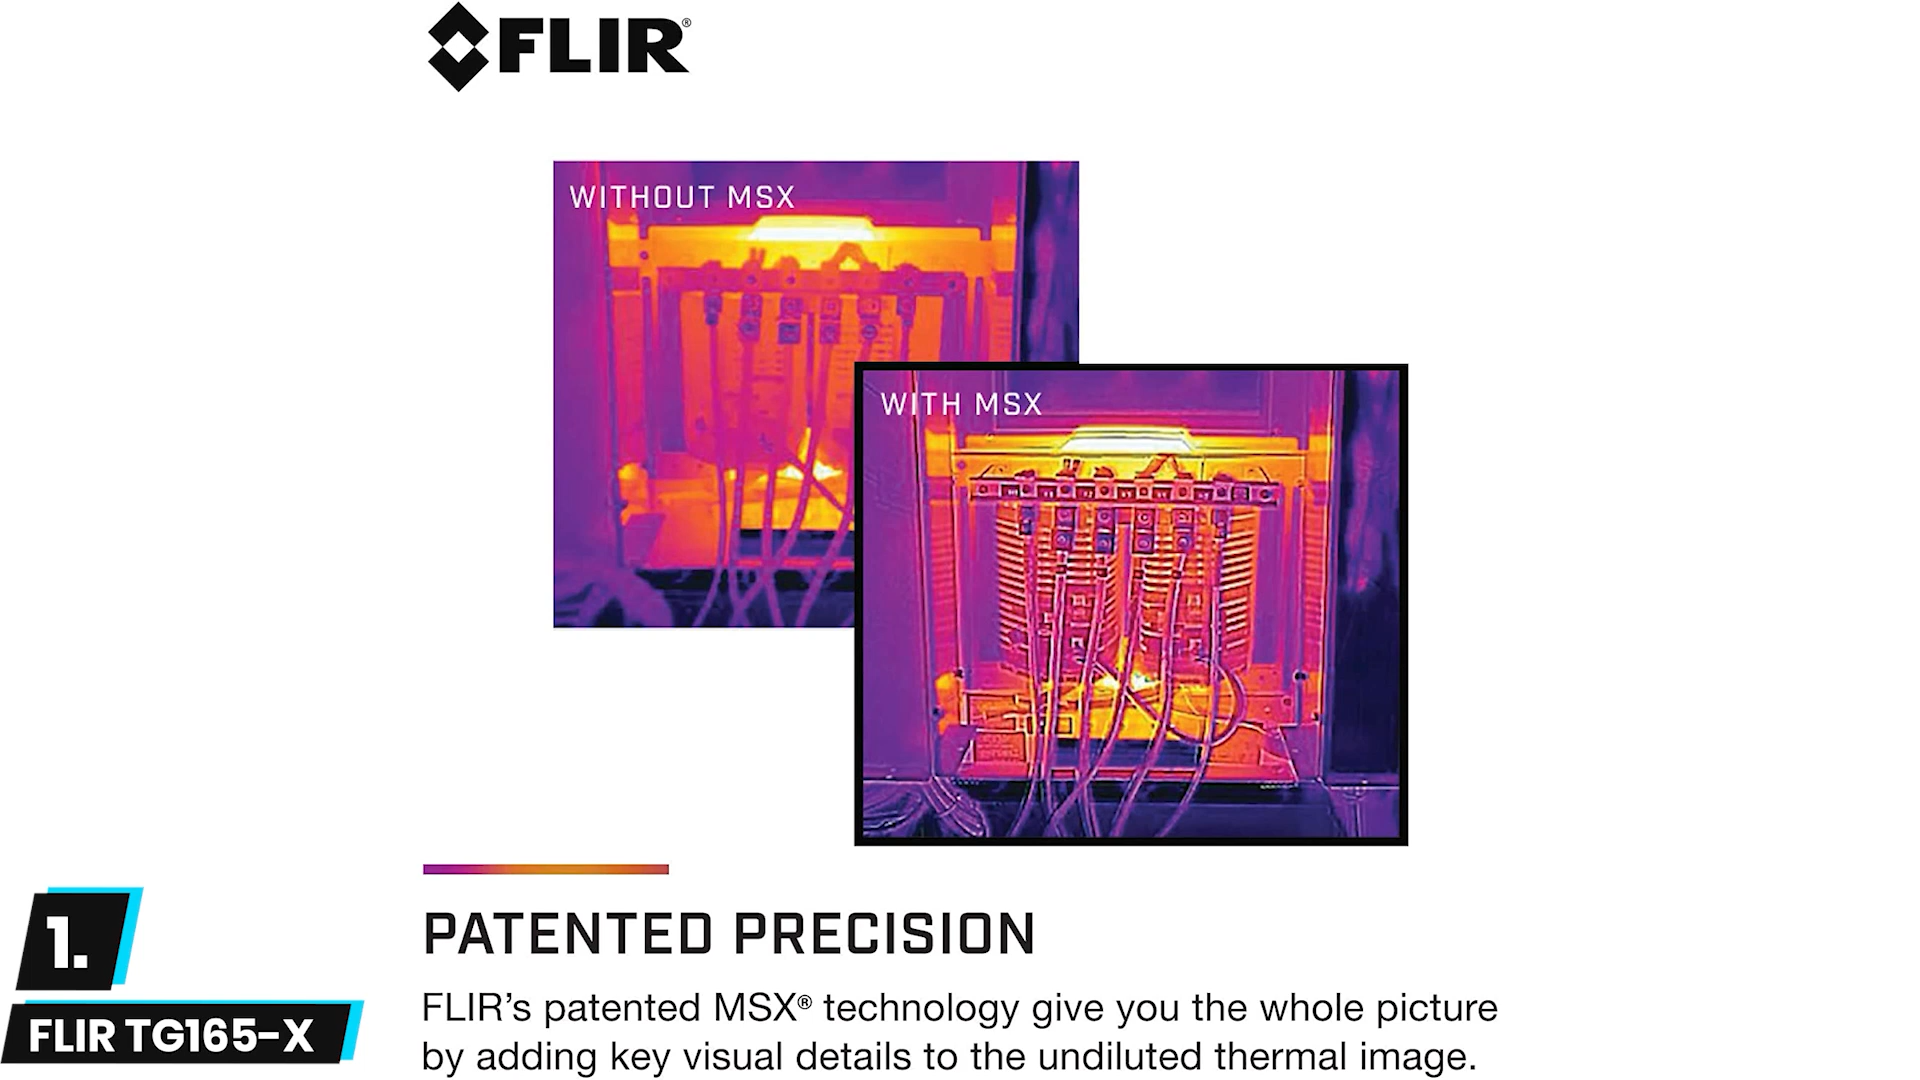 FLIR®
WITHOUT MSX
WITH MSX
PATENTED PRECISION
FLIR’s patented MSX® technology give you the whole picture
by adding key visual details to the undiluted thermal image.
1.
FLIR TG165-X